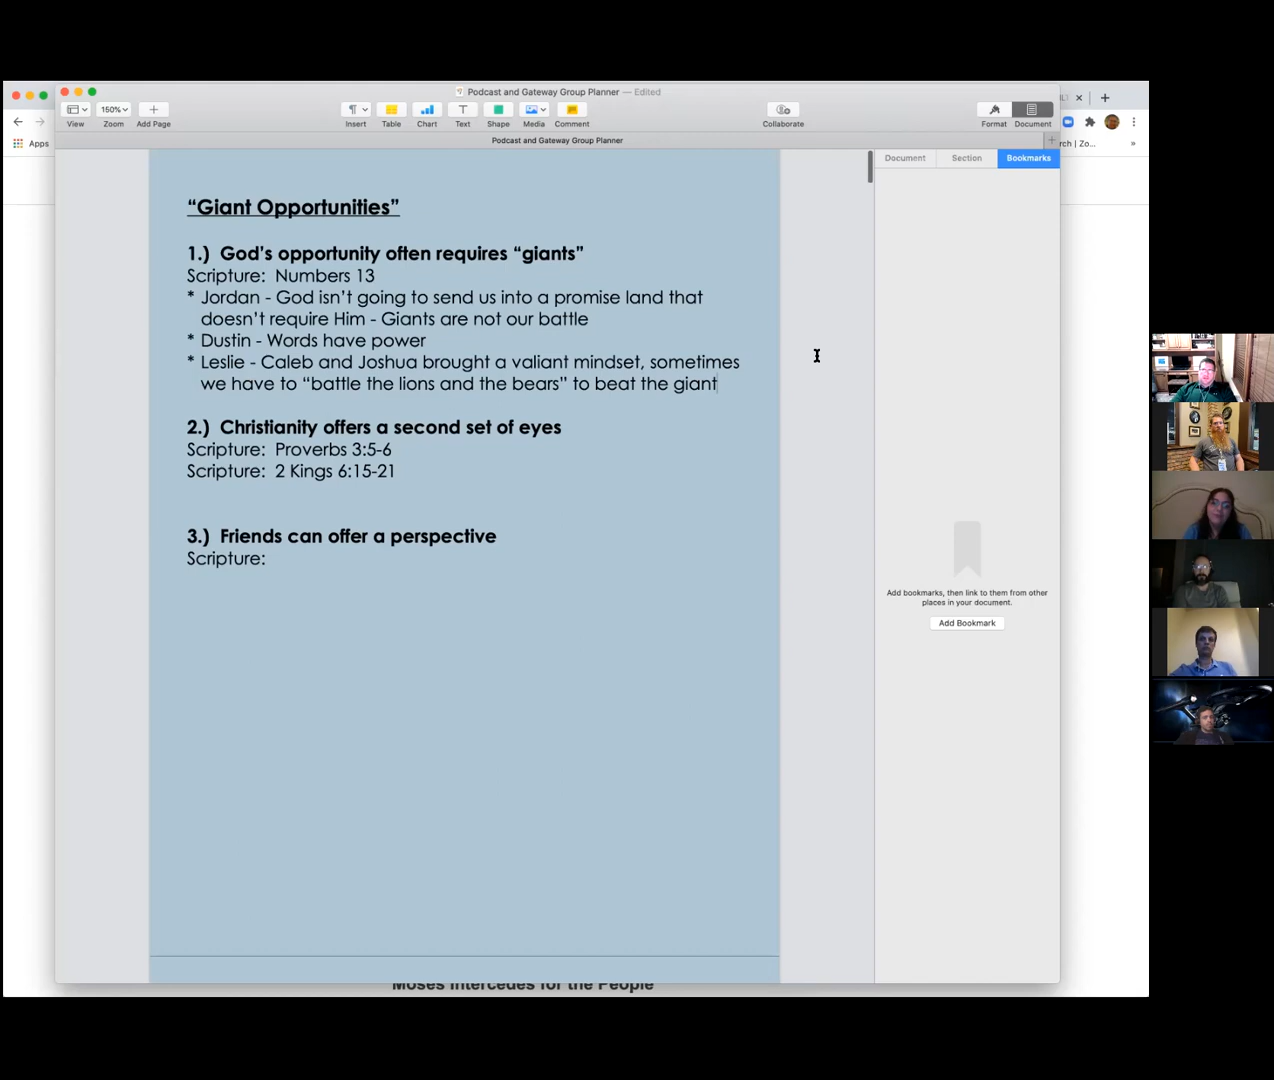 Podcast and Gateway Group Planner — Edited
150%
View
Zoom
Add Page
Insert
Table
Chart
Text
Shape
Media
Comment
Collaborate
Format
Document
Apps
Podcast and Gateway Group Planner
rch | Zo...
Document
Section
Bookmarks
“Giant Opportunities”
1.) God’s opportunity often requires “giants”
Scripture: Numbers 13
* Jordan - God isn’t going to send us into a promise land that
doesn’t require Him - Giants are not our battle
* Dustin - Words have power
* Leslie - Caleb and Joshua brought a valiant mindset, sometimes
we have to “battle the lions and the bears” to beat the giant
2.) Christianity offers a second set of eyes
Scripture: Proverbs 3:5-6
Scripture: 2 Kings 6:15-21
3.) Friends can offer a perspective
Scripture:
Add bookmarks, then link to them from other
places in your document.
Add Bookmark
Moses Intercedes for the People